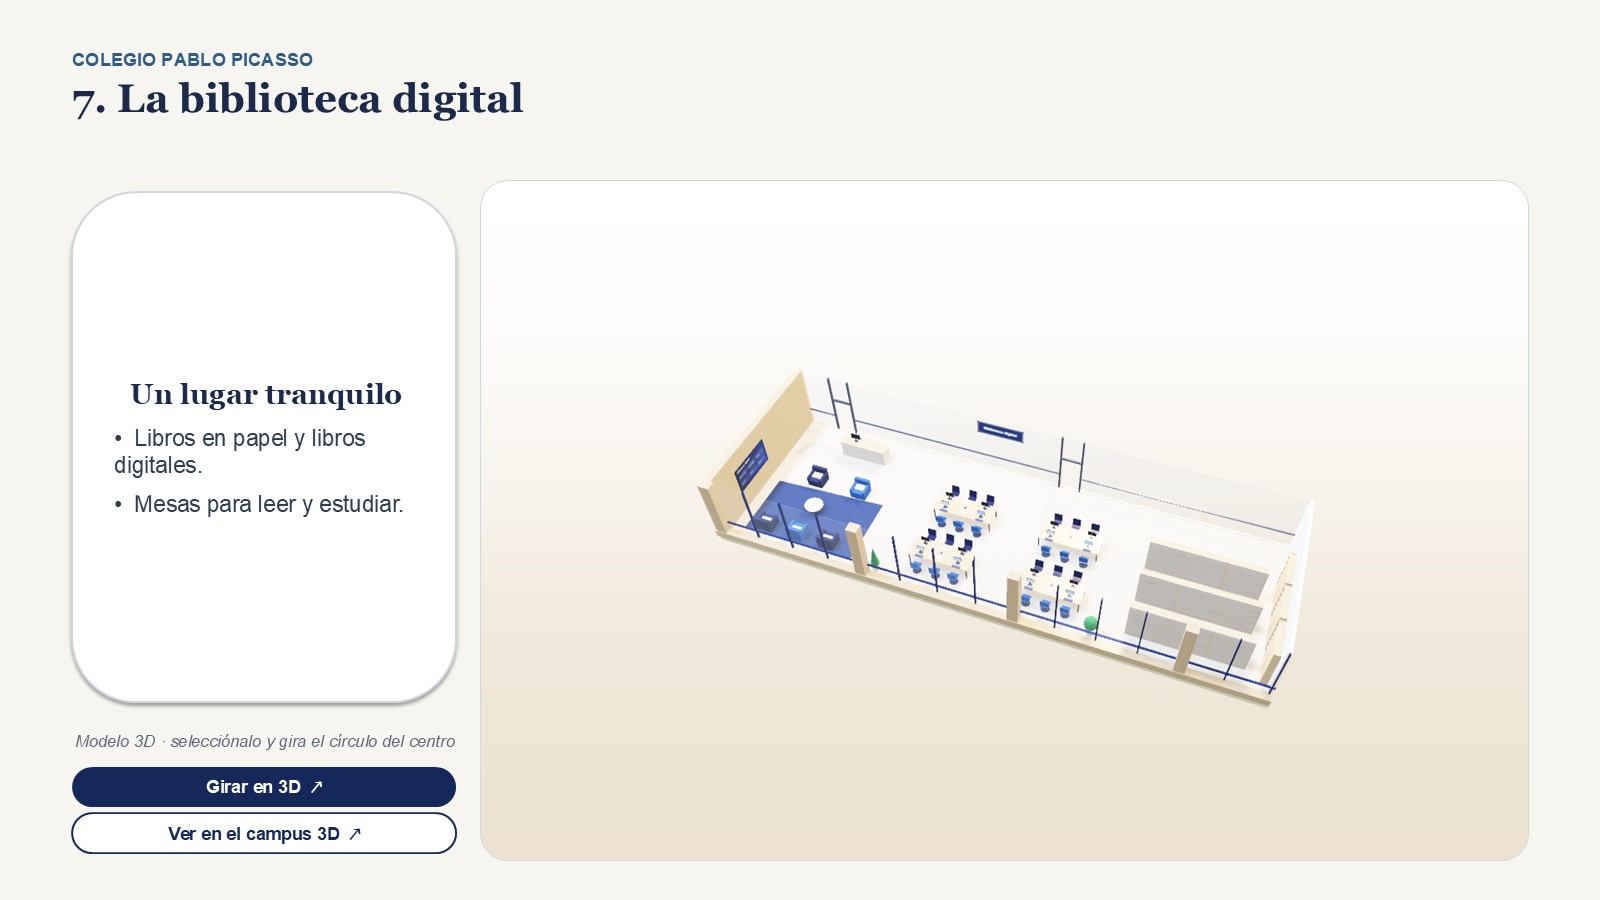 COLEGIO PABLO PICASSO
7. La biblioteca digital
Un lugar tranquilo
• Libros en papel y libros
digitales.
• Mesas para leer y estudiar.
Modelo 3D · selecciónalo y gira el círculo del centro
Girar en 3D ↗
Ver en el campus 3D ↗